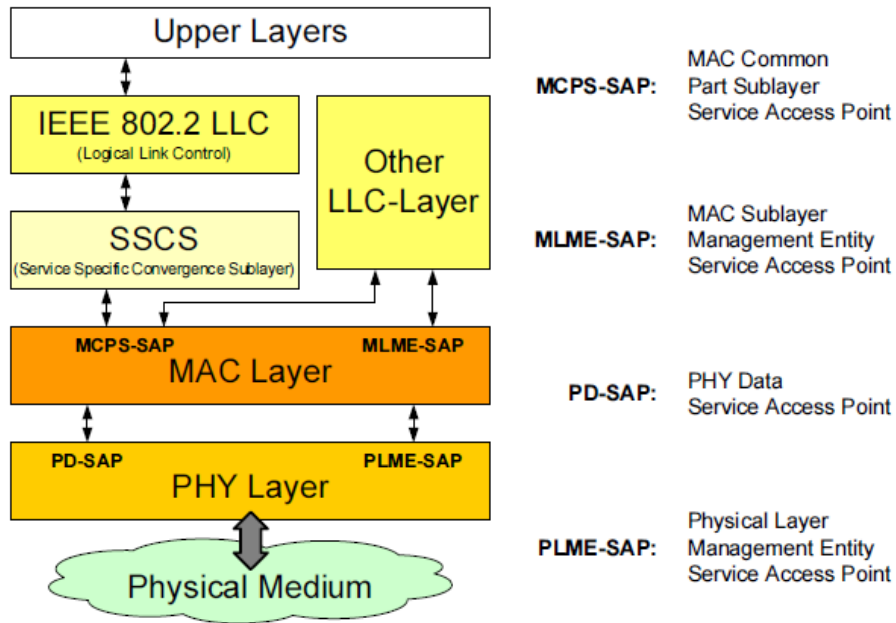 Upper Layers
IEEE 802.2 LLC
(Logical Link Control)
Other
LLC-Layer
SSCS
(Service Specific Convergence Sublayer)
MCPS-SAP
MLME-SAP
MAC Layer
PD-SAP
PLME-SAP
PHY Layer
Physical Medium
MCPS-SAP:
MAC Common
Part Sublayer
Service Access Point
MLME-SAP:
MAC Sublayer
Management Entity
Service Access Point
PD-SAP:
PHY Data
Service Access Point
PLME-SAP:
Physical Layer
Management Entity
Service Access Point